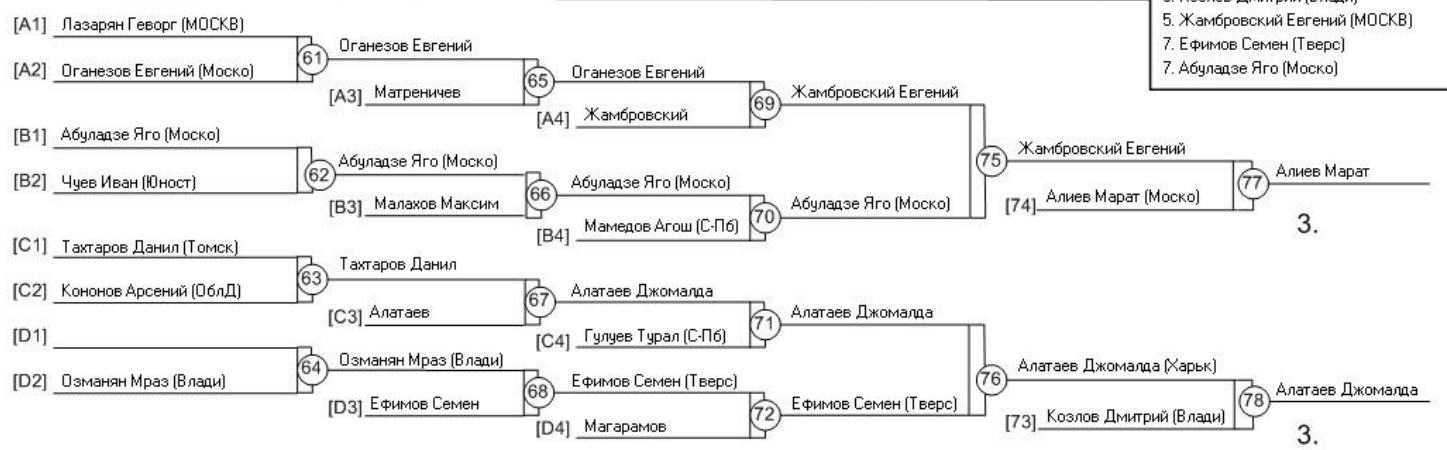 5. Жамбровский Евгений (МОСКВ)
7. Ефимов Семен (Тверс)
7. Абуладзе Яго (Моско)
[A1] Лазарян Геворг (МОСКВ)
61 Оганезов Евгений
[A2] Оганезов Евгений (Моско)
65 Оганезов Евгений
[A3] Матреничев
69 Жамбровский Евгений
[A4] Жамбровский
[B1] Абуладзе Яго (Моско)
75 Жамбровский Евгений
62 Абуладзе Яго (Моско)
77 Алиев Марат
[B2] Чуев Иван (Юност)
66 Абуладзе Яго (Моско)
[B3] Малахов Максим
70 Абуладзе Яго (Моско)
[74] Алиев Марат (Моско)
3.
[B4] Мамедов Агош (С-Пб)
[C1] Тахтаров Данил (Томск)
63 Тахтаров Данил
[C2] Кононов Арсений (ОблД)
67 Алатаев Джомалда
[C3] Алатаев
71 Алатаев Джомалда
[C4] Гулуев Турал (С-Пб)
[D1]
64 Озманян Мраз (Влади)
76 Алатаев Джомалда (Харьк)
[D2] Озманян Мраз (Влади)
68 Ефимов Семен (Тверс)
78 Алатаев Джомалда
[D3] Ефимов Семен
72 Ефимов Семен (Тверс)
[73] Козлов Дмитрий (Влади)
[D4] Магарамов
3.